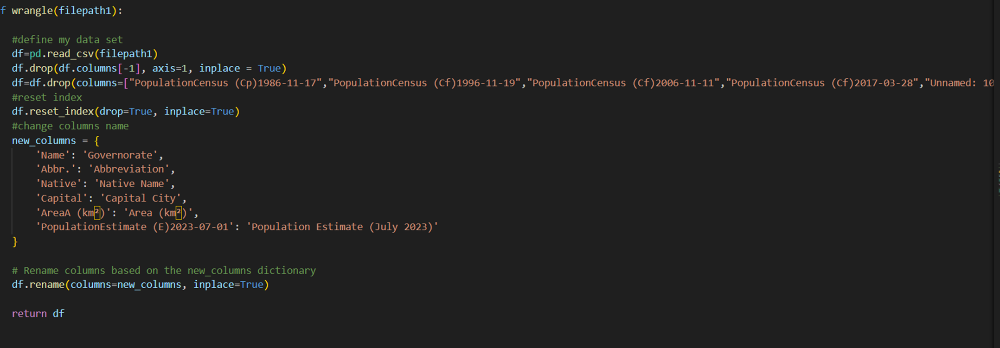 f wrangle(filepath1):
#define my data set
df=pd.read_csv(filepath1)
df.drop(df.columns[-1], axis=1, inplace = True)
df=df.drop(columns=["PopulationCensus (Cp)1986-11-17","PopulationCensus (Cf)1996-11-19","PopulationCensus (Cf)2006-11-11","PopulationCensus (Cf)2017-03-28","Unnamed: 10
#reset index
df.reset_index(drop=True, inplace=True)
#change columns name
new_columns = {
'Name': 'Governorate',
'Abbr.': 'Abbreviation',
'Native': 'Native Name',
'Capital': 'Capital City',
'AreaA (km²)': 'Area (km²)',
'PopulationEstimate (E)2023-07-01': 'Population Estimate (July 2023)'
}
# Rename columns based on the new_columns dictionary
df.rename(columns=new_columns, inplace=True)
return df